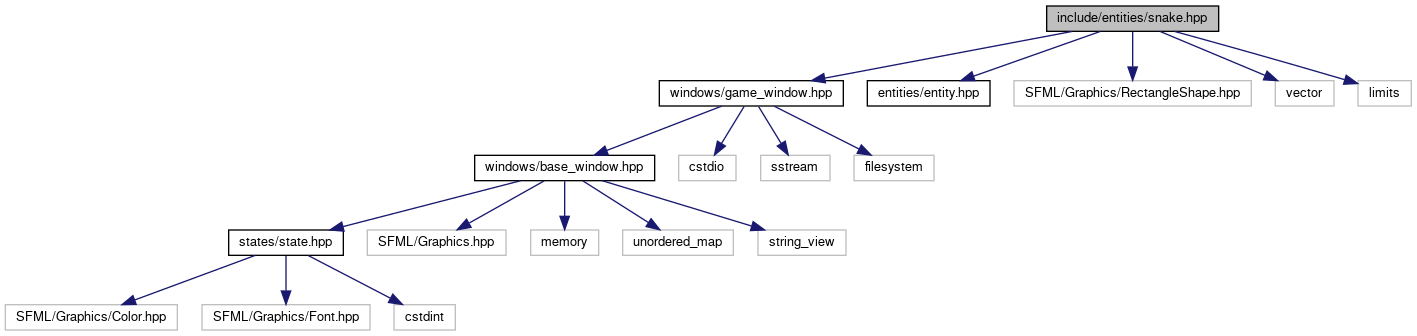 include/entities/snake.hpp
windows/game_window.hpp
entities/entity.hpp
SFML/Graphics/RectangleShape.hpp
vector
limits
windows/base_window.hpp
cstdio
sstream
filesystem
states/state.hpp
SFML/Graphics.hpp
memory
unordered_map
string_view
SFML/Graphics/Color.hpp
SFML/Graphics/Font.hpp
cstdint